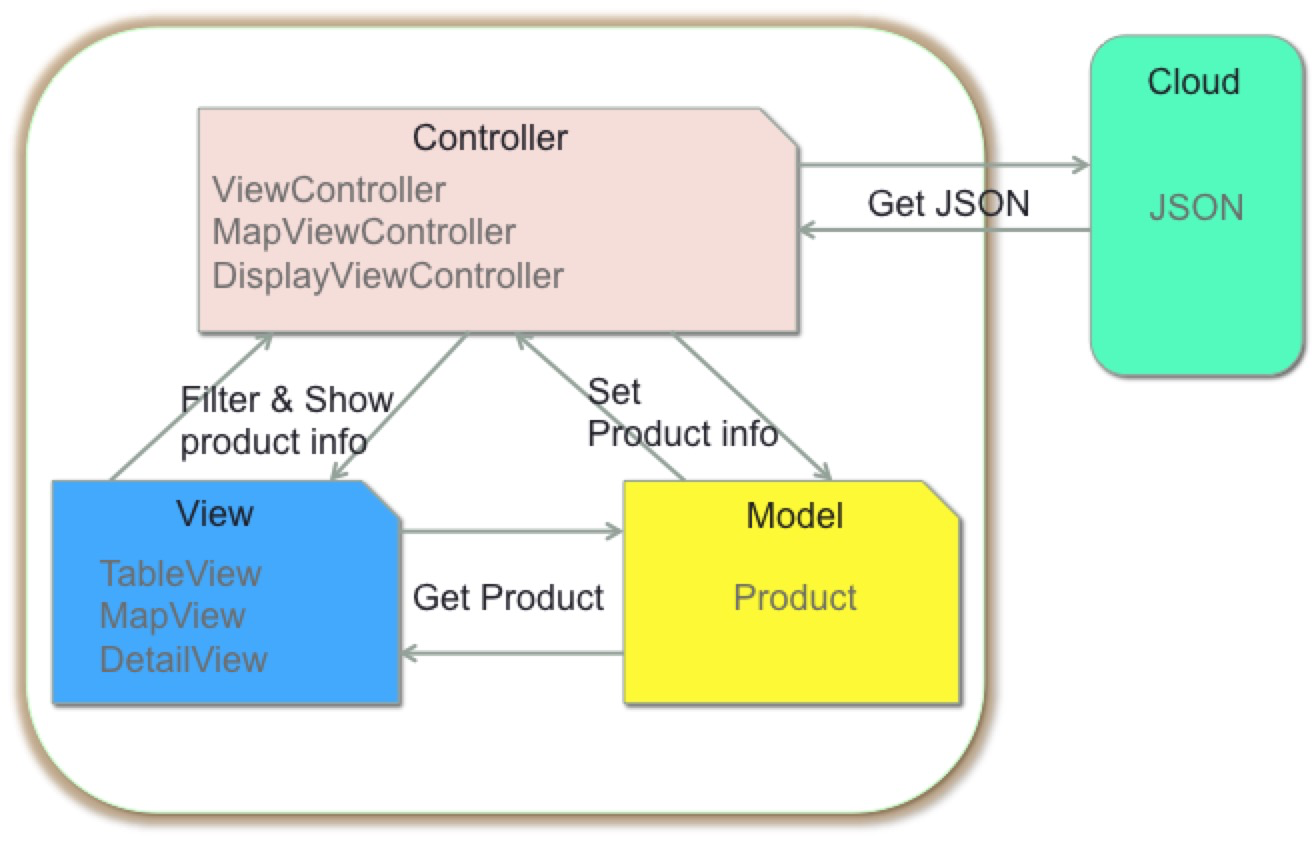 Controller
ViewController
MapViewController
DisplayViewController
Cloud
JSON
Get JSON
Filter & Show
product info
Set
Product info
View
TableView
MapView
DetailView
Get Product
Model
Product